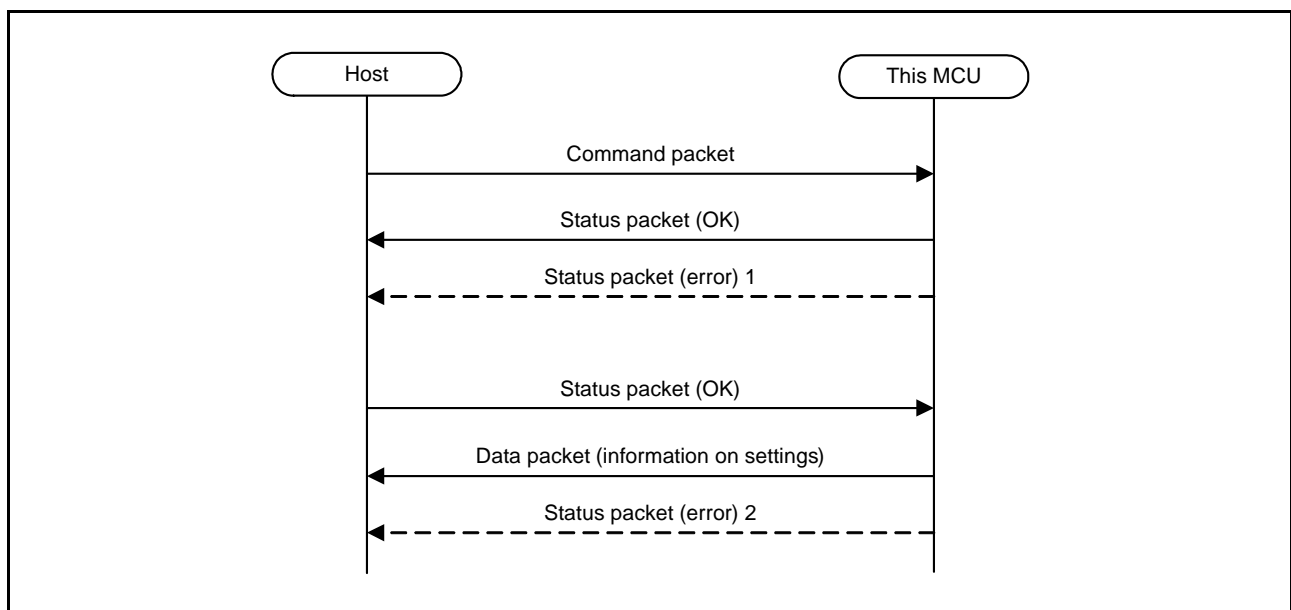 Host
This MCU
Command packet
Status packet (OK)
Status packet (error) 1
Status packet (OK)
Data packet (information on settings)
Status packet (error) 2